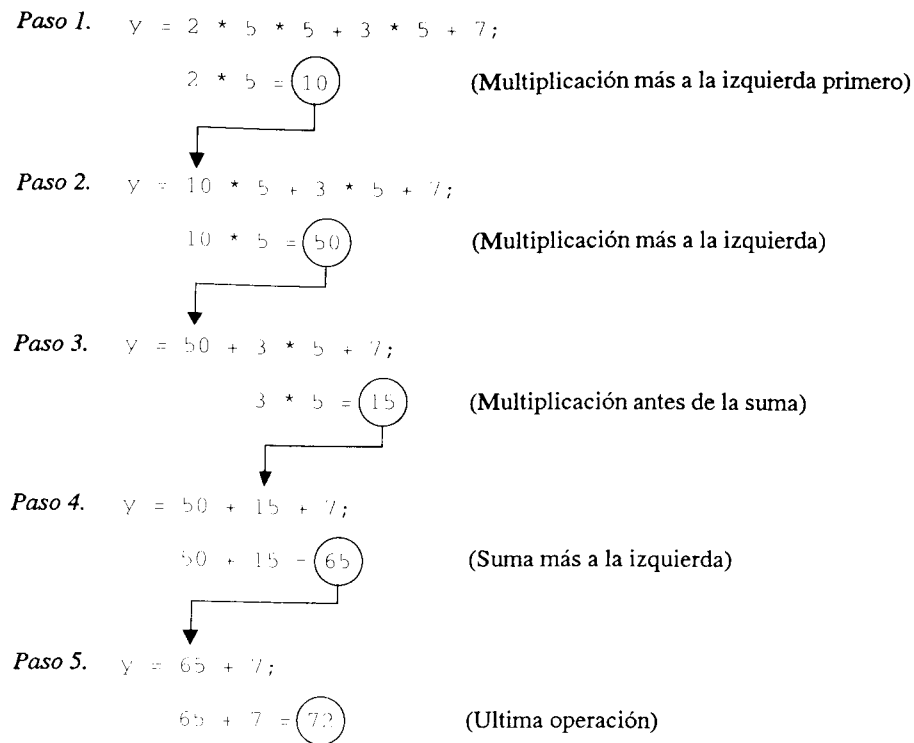 Paso 1. y = 2 * 5 * 5 + 3 * 5 + 7;
2 * 5 = 10 (Multiplicación más a la izquierda primero)
Paso 2. y = 10 * 5 + 3 * 5 + 7;
10 * 5 = 50 (Multiplicación más a la izquierda)
Paso 3. y = 50 + 3 * 5 + 7;
3 * 5 = 15 (Multiplicación antes de la suma)
Paso 4. y = 50 + 15 + 7;
50 + 15 = 65 (Suma más a la izquierda)
Paso 5. y = 65 + 7;
65 + 7 = 72 (Ultima operación)